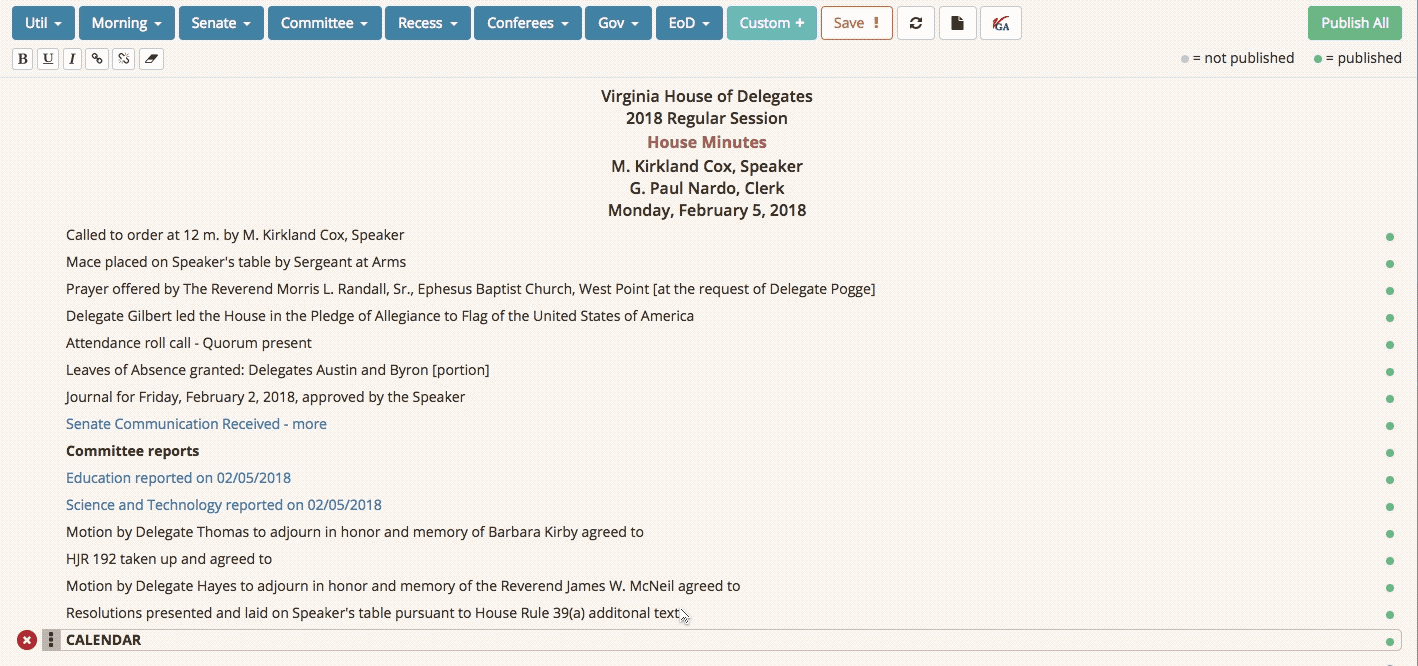 Util Morning Senate Committee Recess Conferees Gov EoD Custom + Save ! GA Publish All
B U I = not published = published
Virginia House of Delegates
2018 Regular Session
House Minutes
M. Kirkland Cox, Speaker
G. Paul Nardo, Clerk
Monday, February 5, 2018
Called to order at 12 m. by M. Kirkland Cox, Speaker
Mace placed on Speaker's table by Sergeant at Arms
Prayer offered by The Reverend Morris L. Randall, Sr., Ephesus Baptist Church, West Point [at the request of Delegate Pogge]
Delegate Gilbert led the House in the Pledge of Allegiance to Flag of the United States of America
Attendance roll call - Quorum present
Leaves of Absence granted: Delegates Austin and Byron [portion]
Journal for Friday, February 2, 2018, approved by the Speaker
Senate Communication Received - more
Committee reports
Education reported on 02/05/2018
Science and Technology reported on 02/05/2018
Motion by Delegate Thomas to adjourn in honor and memory of Barbara Kirby agreed to
HJR 192 taken up and agreed to
Motion by Delegate Hayes to adjourn in honor and memory of the Reverend James W. McNeil agreed to
Resolutions presented and laid on Speaker's table pursuant to House Rule 39(a) additonal text
CALENDAR